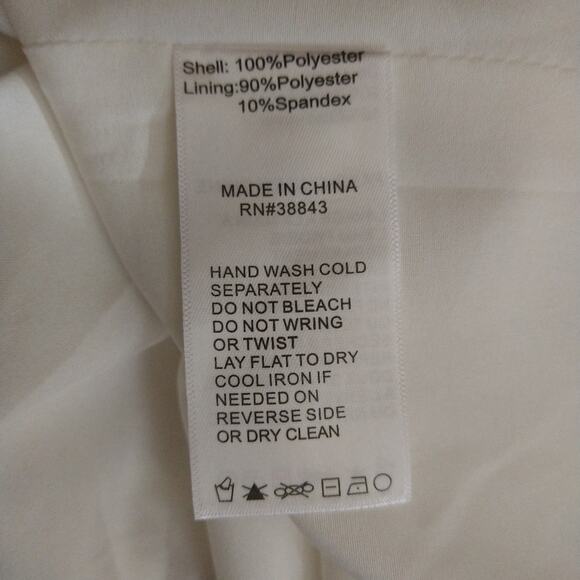 Shell: 100%Polyester
Lining:90%Polyester
10%Spandex
MADE IN CHINA
RN#38843
HAND WASH COLD
SEPARATELY
DO NOT BLEACH
DO NOT WRING
OR TWIST
LAY FLAT TO DRY
COOL IRON IF
NEEDED ON
REVERSE SIDE
OR DRY CLEAN